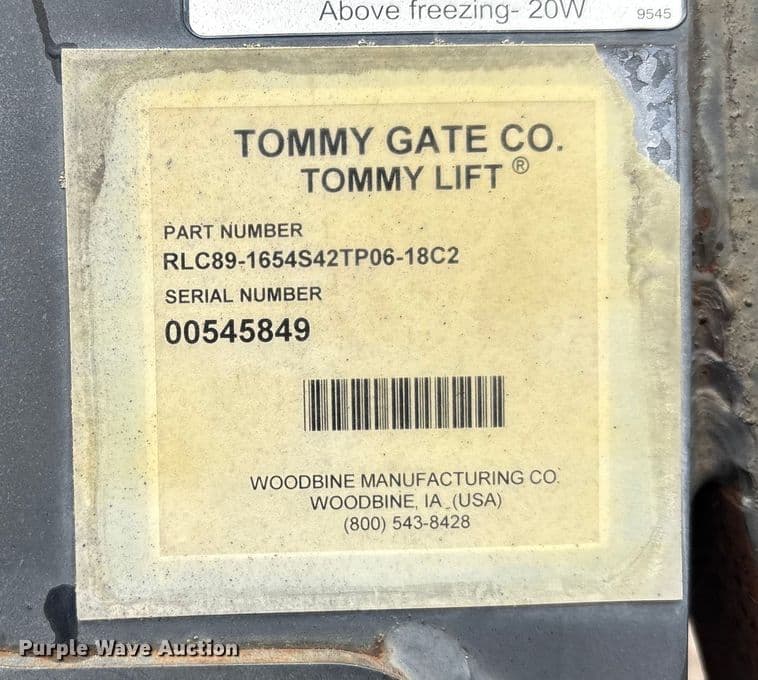 Above freezing- 20W
9545
TOMMY GATE CO.
TOMMY LIFT ®
PART NUMBER
RLC89-1654S42TP06-18C2
SERIAL NUMBER
00545849
WOODBINE MANUFACTURING CO.
WOODBINE, IA. (USA)
(800) 543-8428
Purple Wave Auction